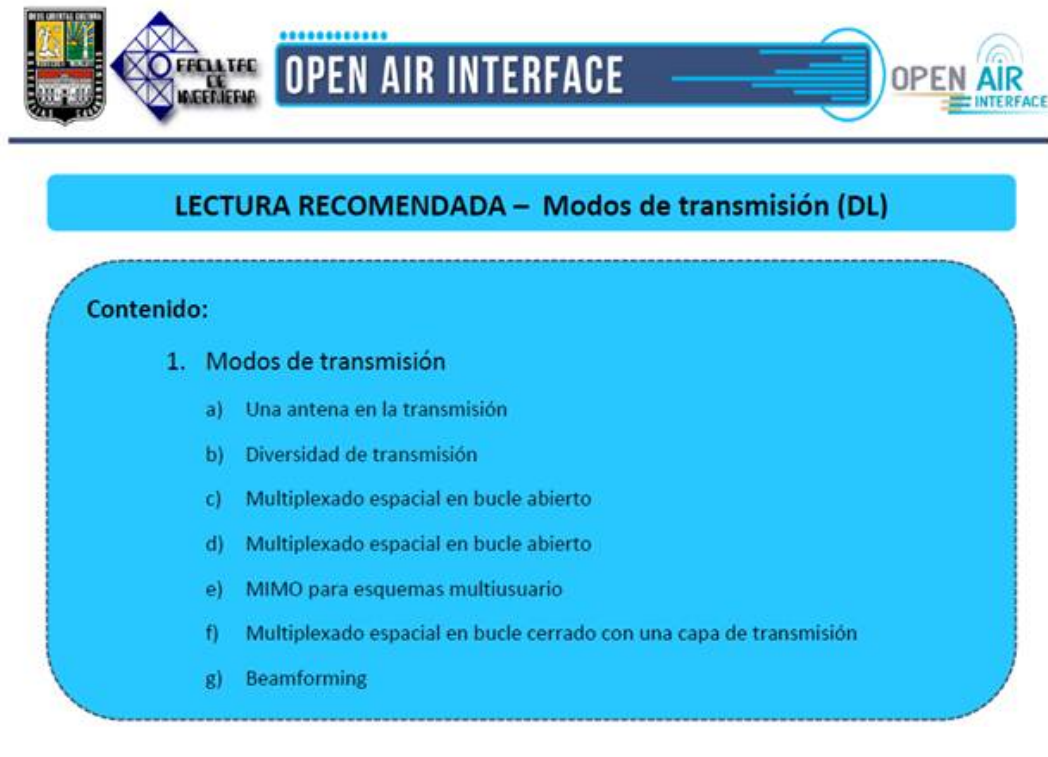 FACULTAD
DE
INGENIERIA
OPEN AIR INTERFACE
OPEN AIR
INTERFACE
LECTURA RECOMENDADA – Modos de transmisión (DL)
Contenido:
1. Modos de transmisión
a) Una antena en la transmisión
b) Diversidad de transmisión
c) Multiplexado espacial en bucle abierto
d) Multiplexado espacial en bucle abierto
e) MIMO para esquemas multiusuario
f) Multiplexado espacial en bucle cerrado con una capa de transmisión
g) Beamforming